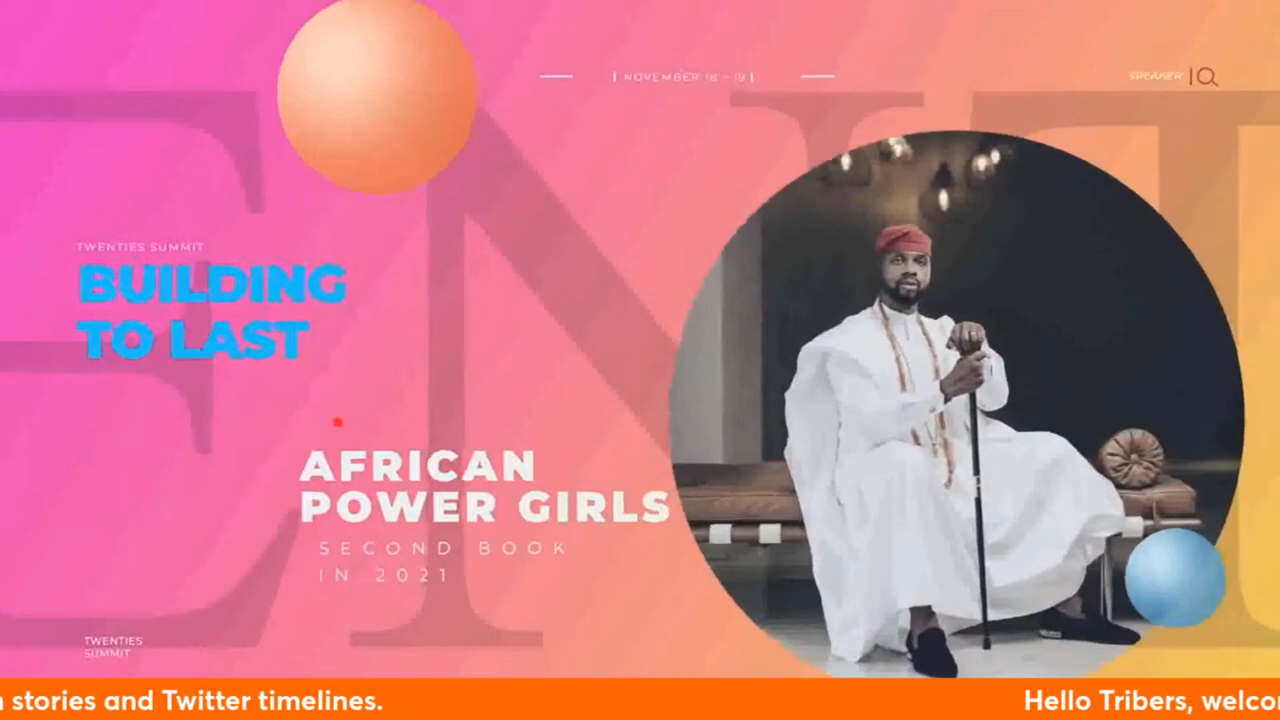 | NOVEMBER 18 - 19 |
SPEAKER
TWENTIES SUMMIT
BUILDING
TO LAST
AFRICAN
POWER GIRLS
SECOND BOOK
IN 2021
TWENTIES
SUMMIT
stories and Twitter timelines.
Hello Tribers,